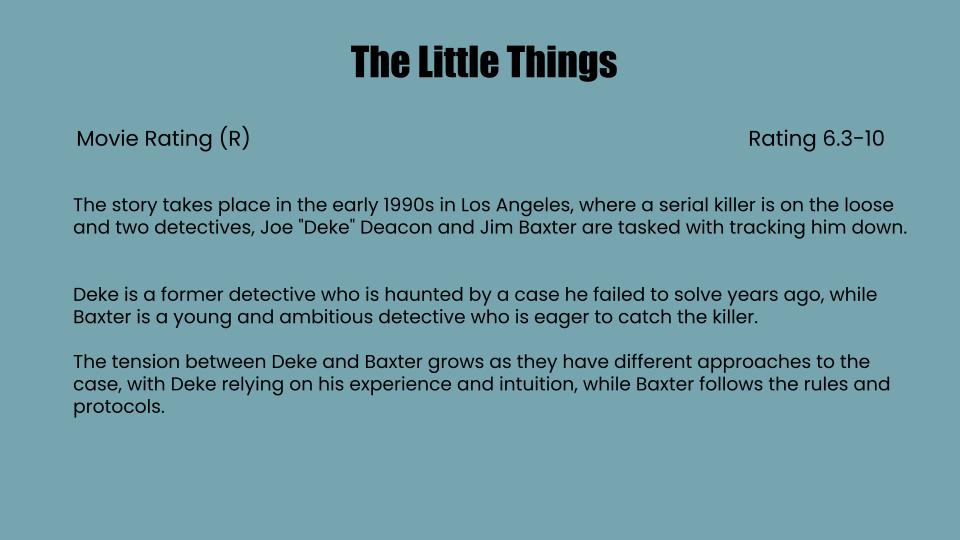 The Little Things
Movie Rating (R)
Rating 6.3-10
The story takes place in the early 1990s in Los Angeles, where a serial killer is on the loose
and two detectives, Joe "Deke" Deacon and Jim Baxter are tasked with tracking him down.
Deke is a former detective who is haunted by a case he failed to solve years ago, while
Baxter is a young and ambitious detective who is eager to catch the killer.
The tension between Deke and Baxter grows as they have different approaches to the
case, with Deke relying on his experience and intuition, while Baxter follows the rules and
protocols.